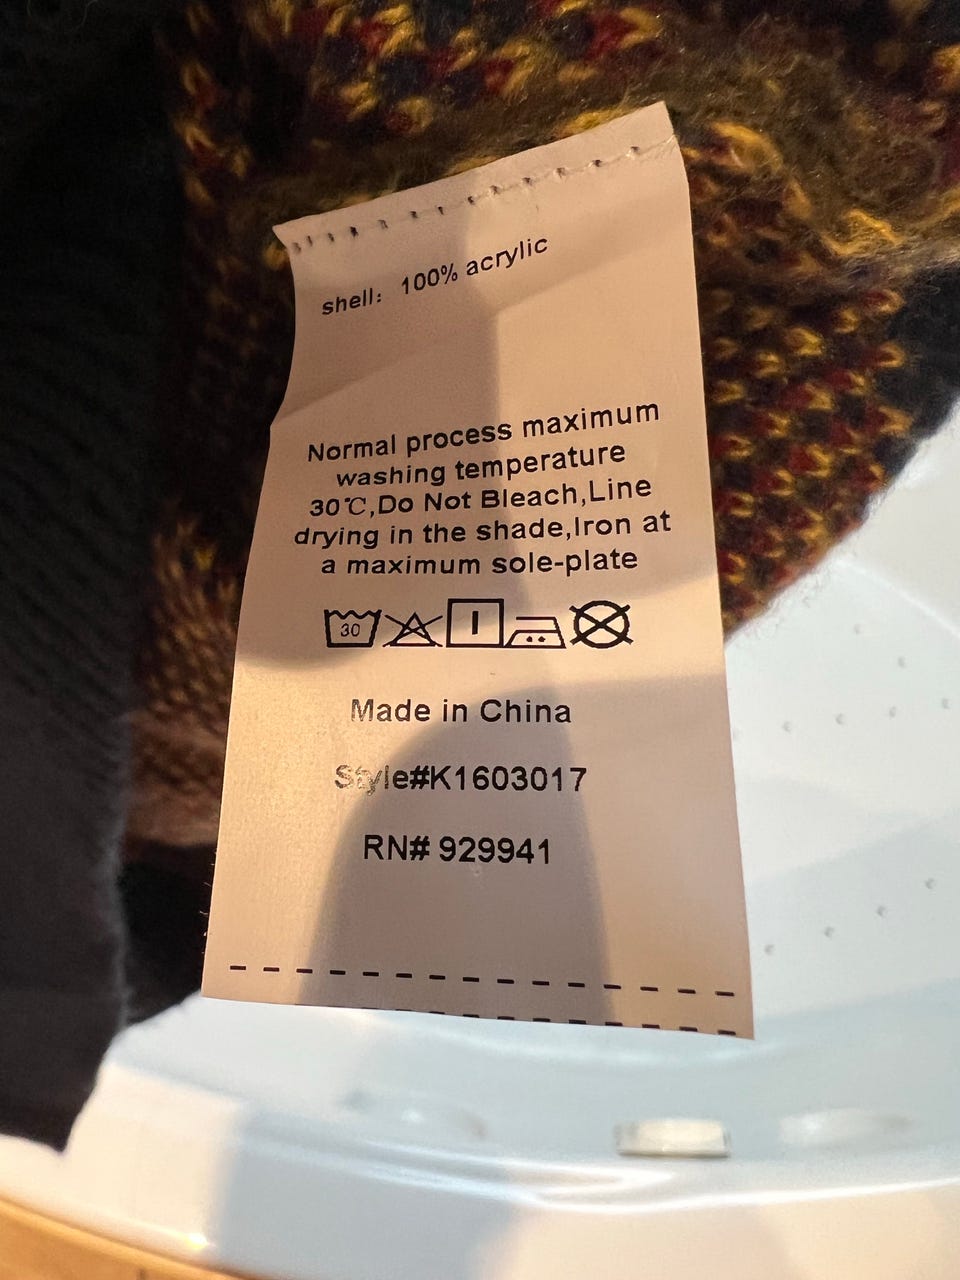 shell: 100% acrylic
Normal process maximum
washing temperature
30℃,Do Not Bleach,Line
drying in the shade,Iron at
a maximum sole-plate
30
Made in China
Style#K1603017
RN# 929941